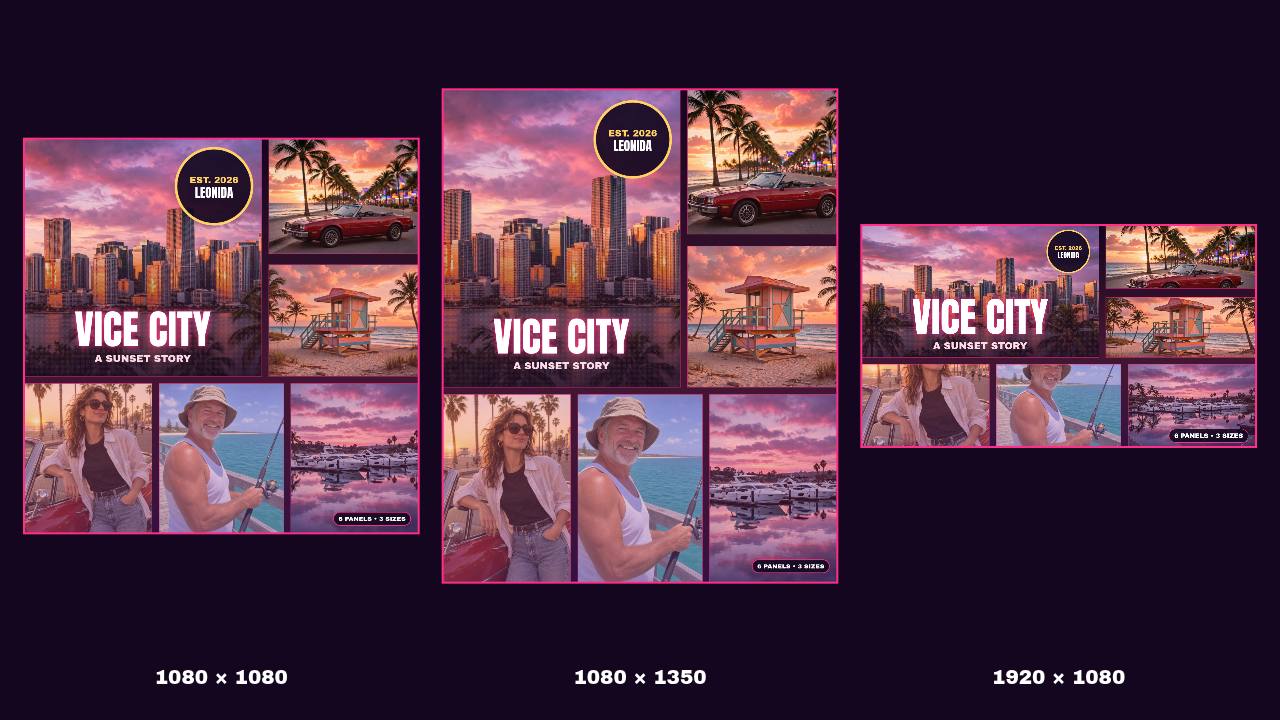 EST. 2026
LEONIDA
VICE CITY
A SUNSET STORY
6 PANELS • 3 SIZES
EST. 2026
LEONIDA
VICE CITY
A SUNSET STORY
6 PANELS • 3 SIZES
EST. 2026
LEONIDA
VICE CITY
A SUNSET STORY
6 PANELS • 3 SIZES
1080 × 1080
1080 × 1350
1920 × 1080